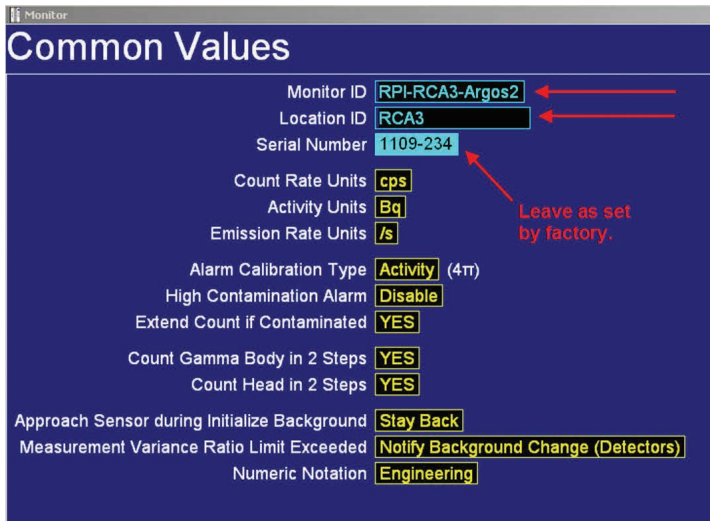 Monitor
Common Values
Monitor ID RPI-RCA3-Argos2
Location ID RCA3
Serial Number 1109-234
Count Rate Units cps
Activity Units Bq
Emission Rate Units /s
Leave as set
by factory.
Alarm Calibration Type Activity (4π)
High Contamination Alarm Disable
Extend Count if Contaminated YES
Count Gamma Body in 2 Steps YES
Count Head in 2 Steps YES
Approach Sensor during Initialize Background Stay Back
Measurement Variance Ratio Limit Exceeded Notify Background Change (Detectors)
Numeric Notation Engineering